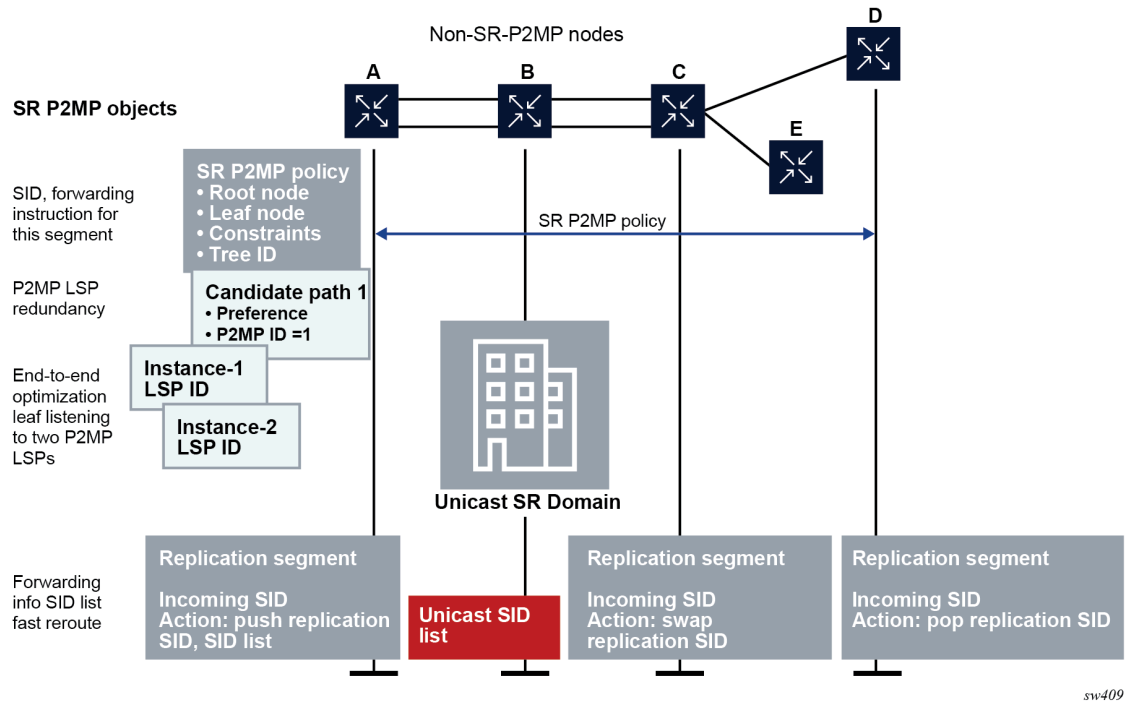 Non-SR-P2MP nodes
D
A
B
C
SR P2MP objects
E
SID, forwarding
instruction for
this segment
SR P2MP policy
• Root node
• Leaf node
• Constraints
• Tree ID
SR P2MP policy
P2MP LSP
redundancy
Candidate path 1
• Preference
• P2MP ID =1
End-to-end
optimization
leaf listening
to two P2MP
LSPs
Instance-1
LSP ID
Instance-2
LSP ID
Unicast SR Domain
Forwarding
info SID list
fast reroute
Replication segment
Incoming SID
Action: push replication
SID, SID list
Unicast SID
list
Replication segment
Incoming SID
Action: swap
replication SID
Replication segment
Incoming SID
Action: pop replication SID
sw409